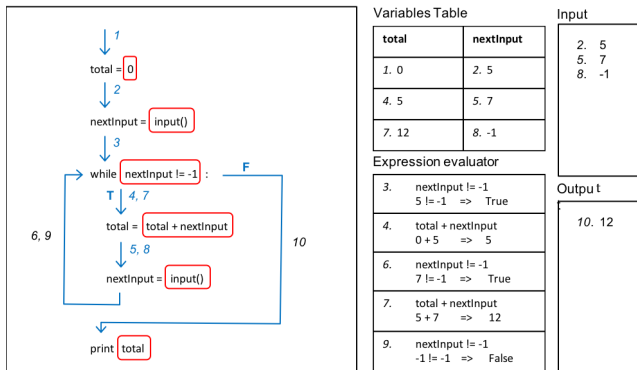 1
total = 0
2
nextInput = input()
3
while nextInput != -1 : F
T 4, 7
total = total + nextInput
6, 9
10
5, 8
nextInput = input()
print total
Variables Table
total nextInput
1. 0 2. 5
4. 5 5. 7
7. 12 8. -1
Expression evaluator
3. nextInput != -1
5 != -1 => True
4. total + nextInput
0 + 5 => 5
6. nextInput != -1
7 != -1 => True
7. total + nextInput
5 + 7 => 12
9. nextInput != -1
-1 != -1 => False
Input
2. 5
5. 7
8. -1
Output
10. 12